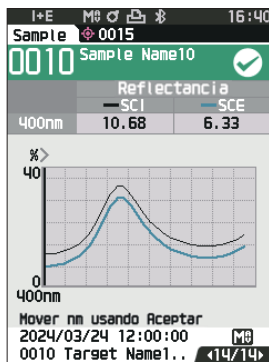 I+E M 16:40
Sample 0015
0010 Sample Name10
Reflectancia
SCI SCE
400nm 10.68 6.33
%>
40
0
400nm
Mover nm usando Aceptar
2024/03/24 12:00:00 M
0010 Target Name1.. ◀14/14▶